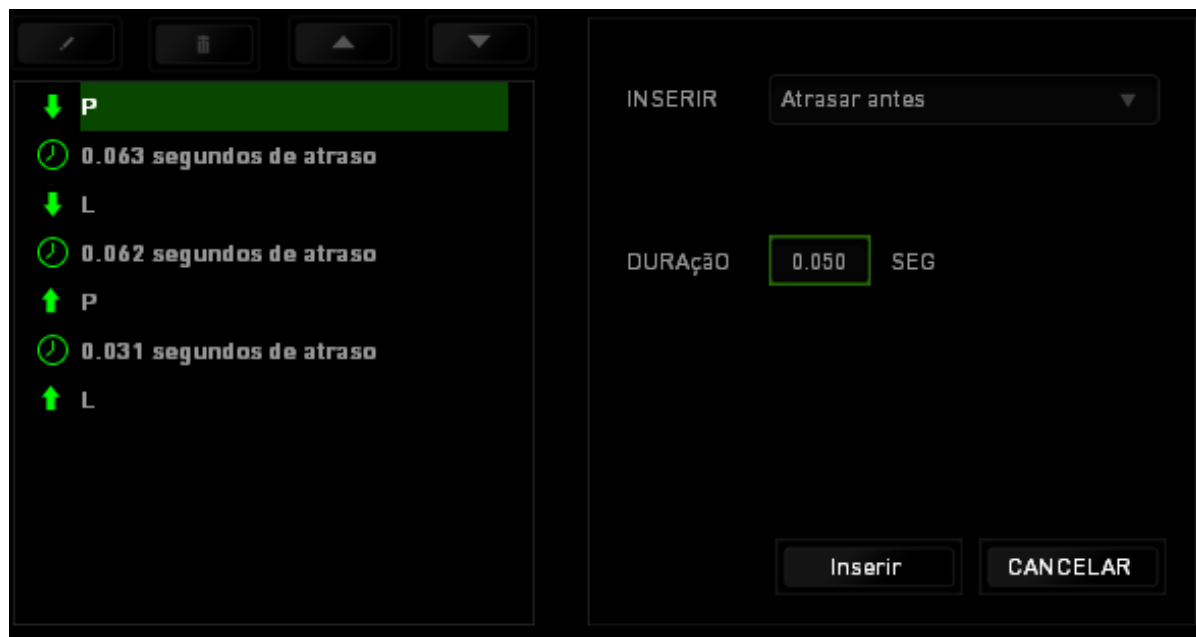 P
0.063 segundos de atraso
L
0.062 segundos de atraso
P
0.031 segundos de atraso
L
INSERIR Atrasar antes
DURAçãO 0.050 SEG
Inserir CANCELAR